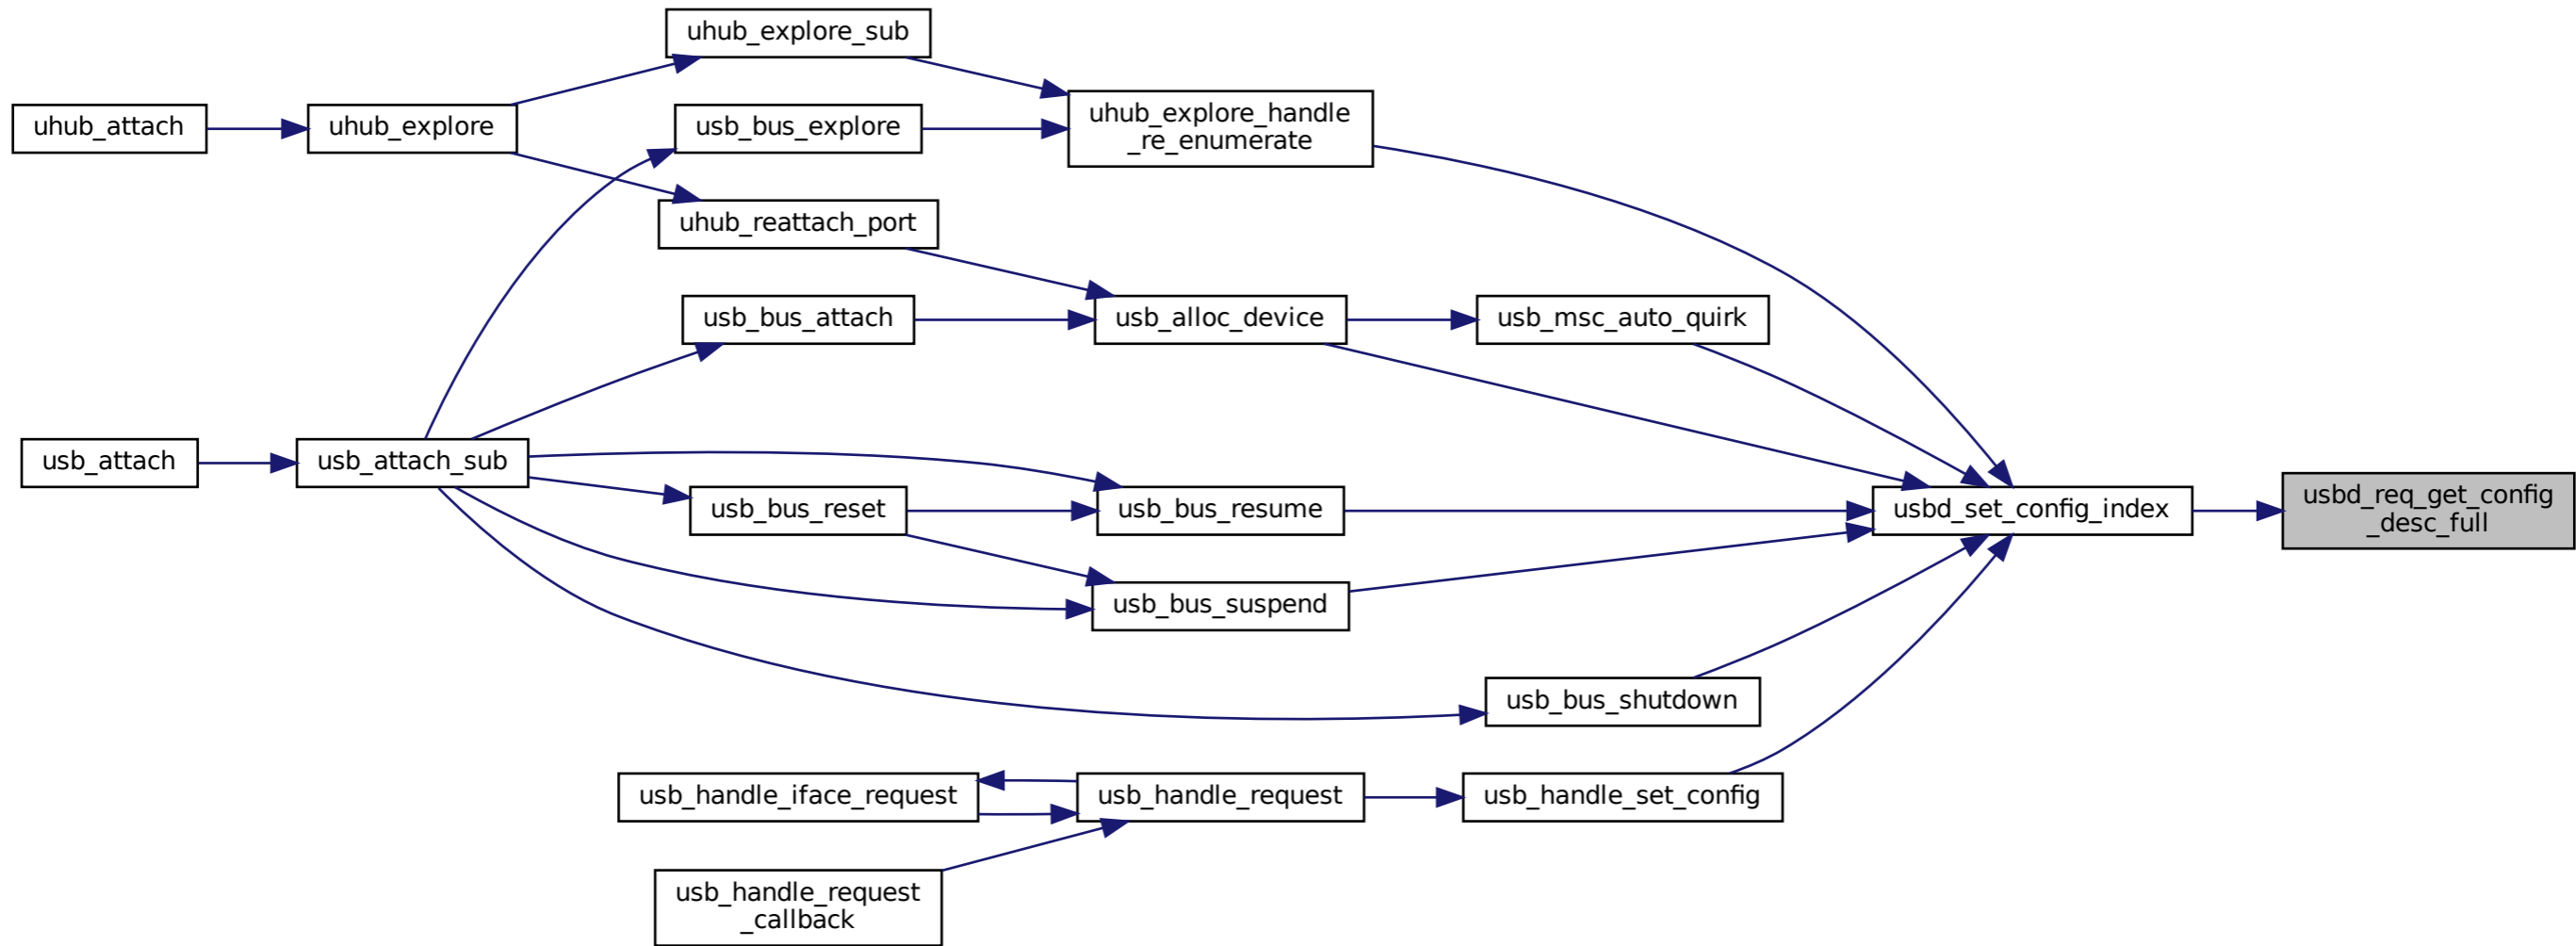 uhub_explore_sub
uhub_attach
uhub_explore
usb_bus_explore
uhub_explore_handle
_re_enumerate
uhub_reattach_port
usb_bus_attach
usb_alloc_device
usb_msc_auto_quirk
usb_attach
usb_attach_sub
usb_bus_reset
usb_bus_resume
usbd_set_config_index
usbd_req_get_config
_desc_full
usb_bus_suspend
usb_bus_shutdown
usb_handle_iface_request
usb_handle_request
usb_handle_set_config
usb_handle_request
_callback